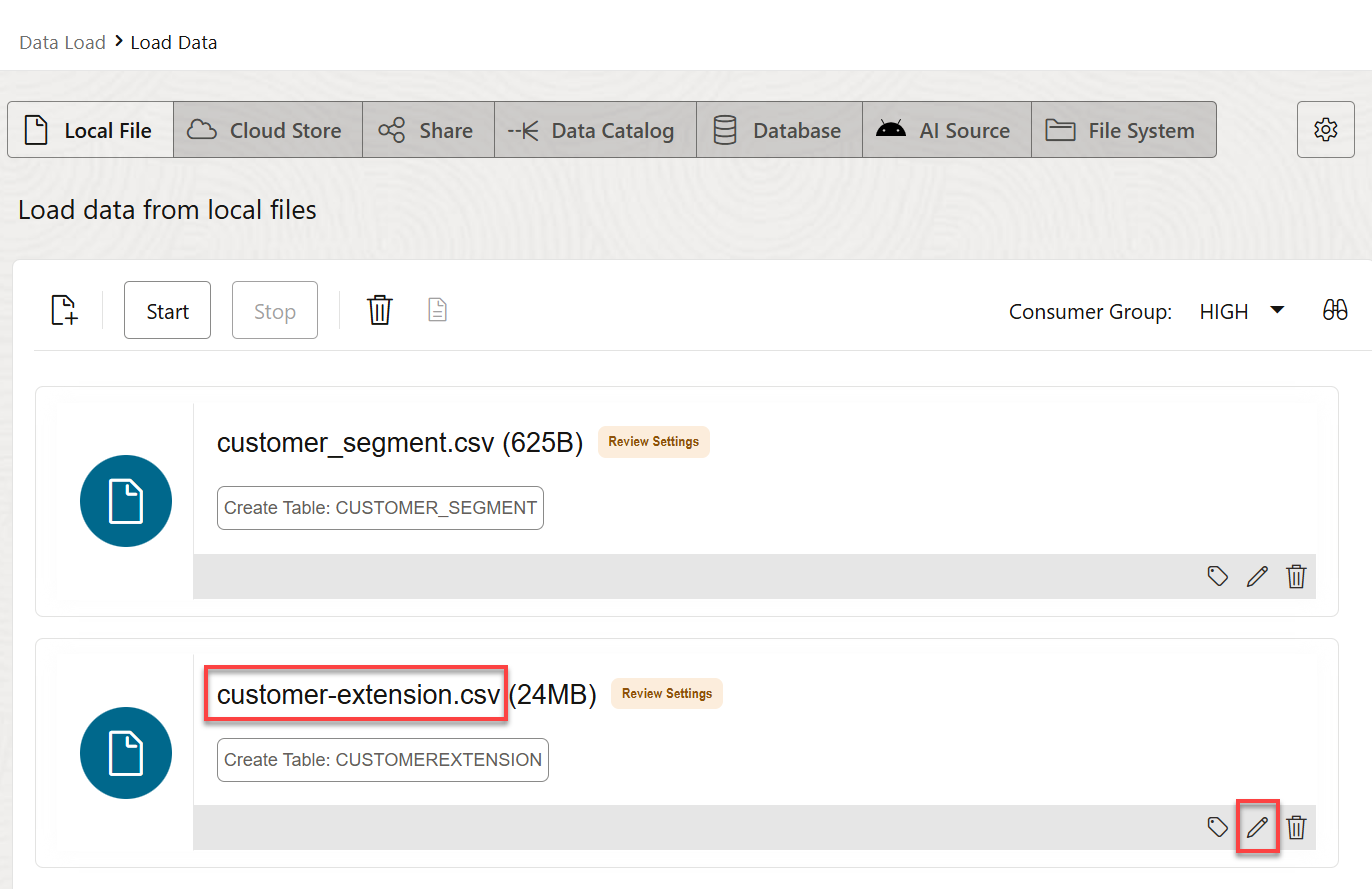 Data Load > Load Data
Local File Cloud Store Share Data Catalog Database AI Source File System
Load data from local files
Start Stop Consumer Group: HIGH
customer_segment.csv (625B) Review Settings
Create Table: CUSTOMER_SEGMENT
customer-extension.csv (24MB) Review Settings
Create Table: CUSTOMEREXTENSION